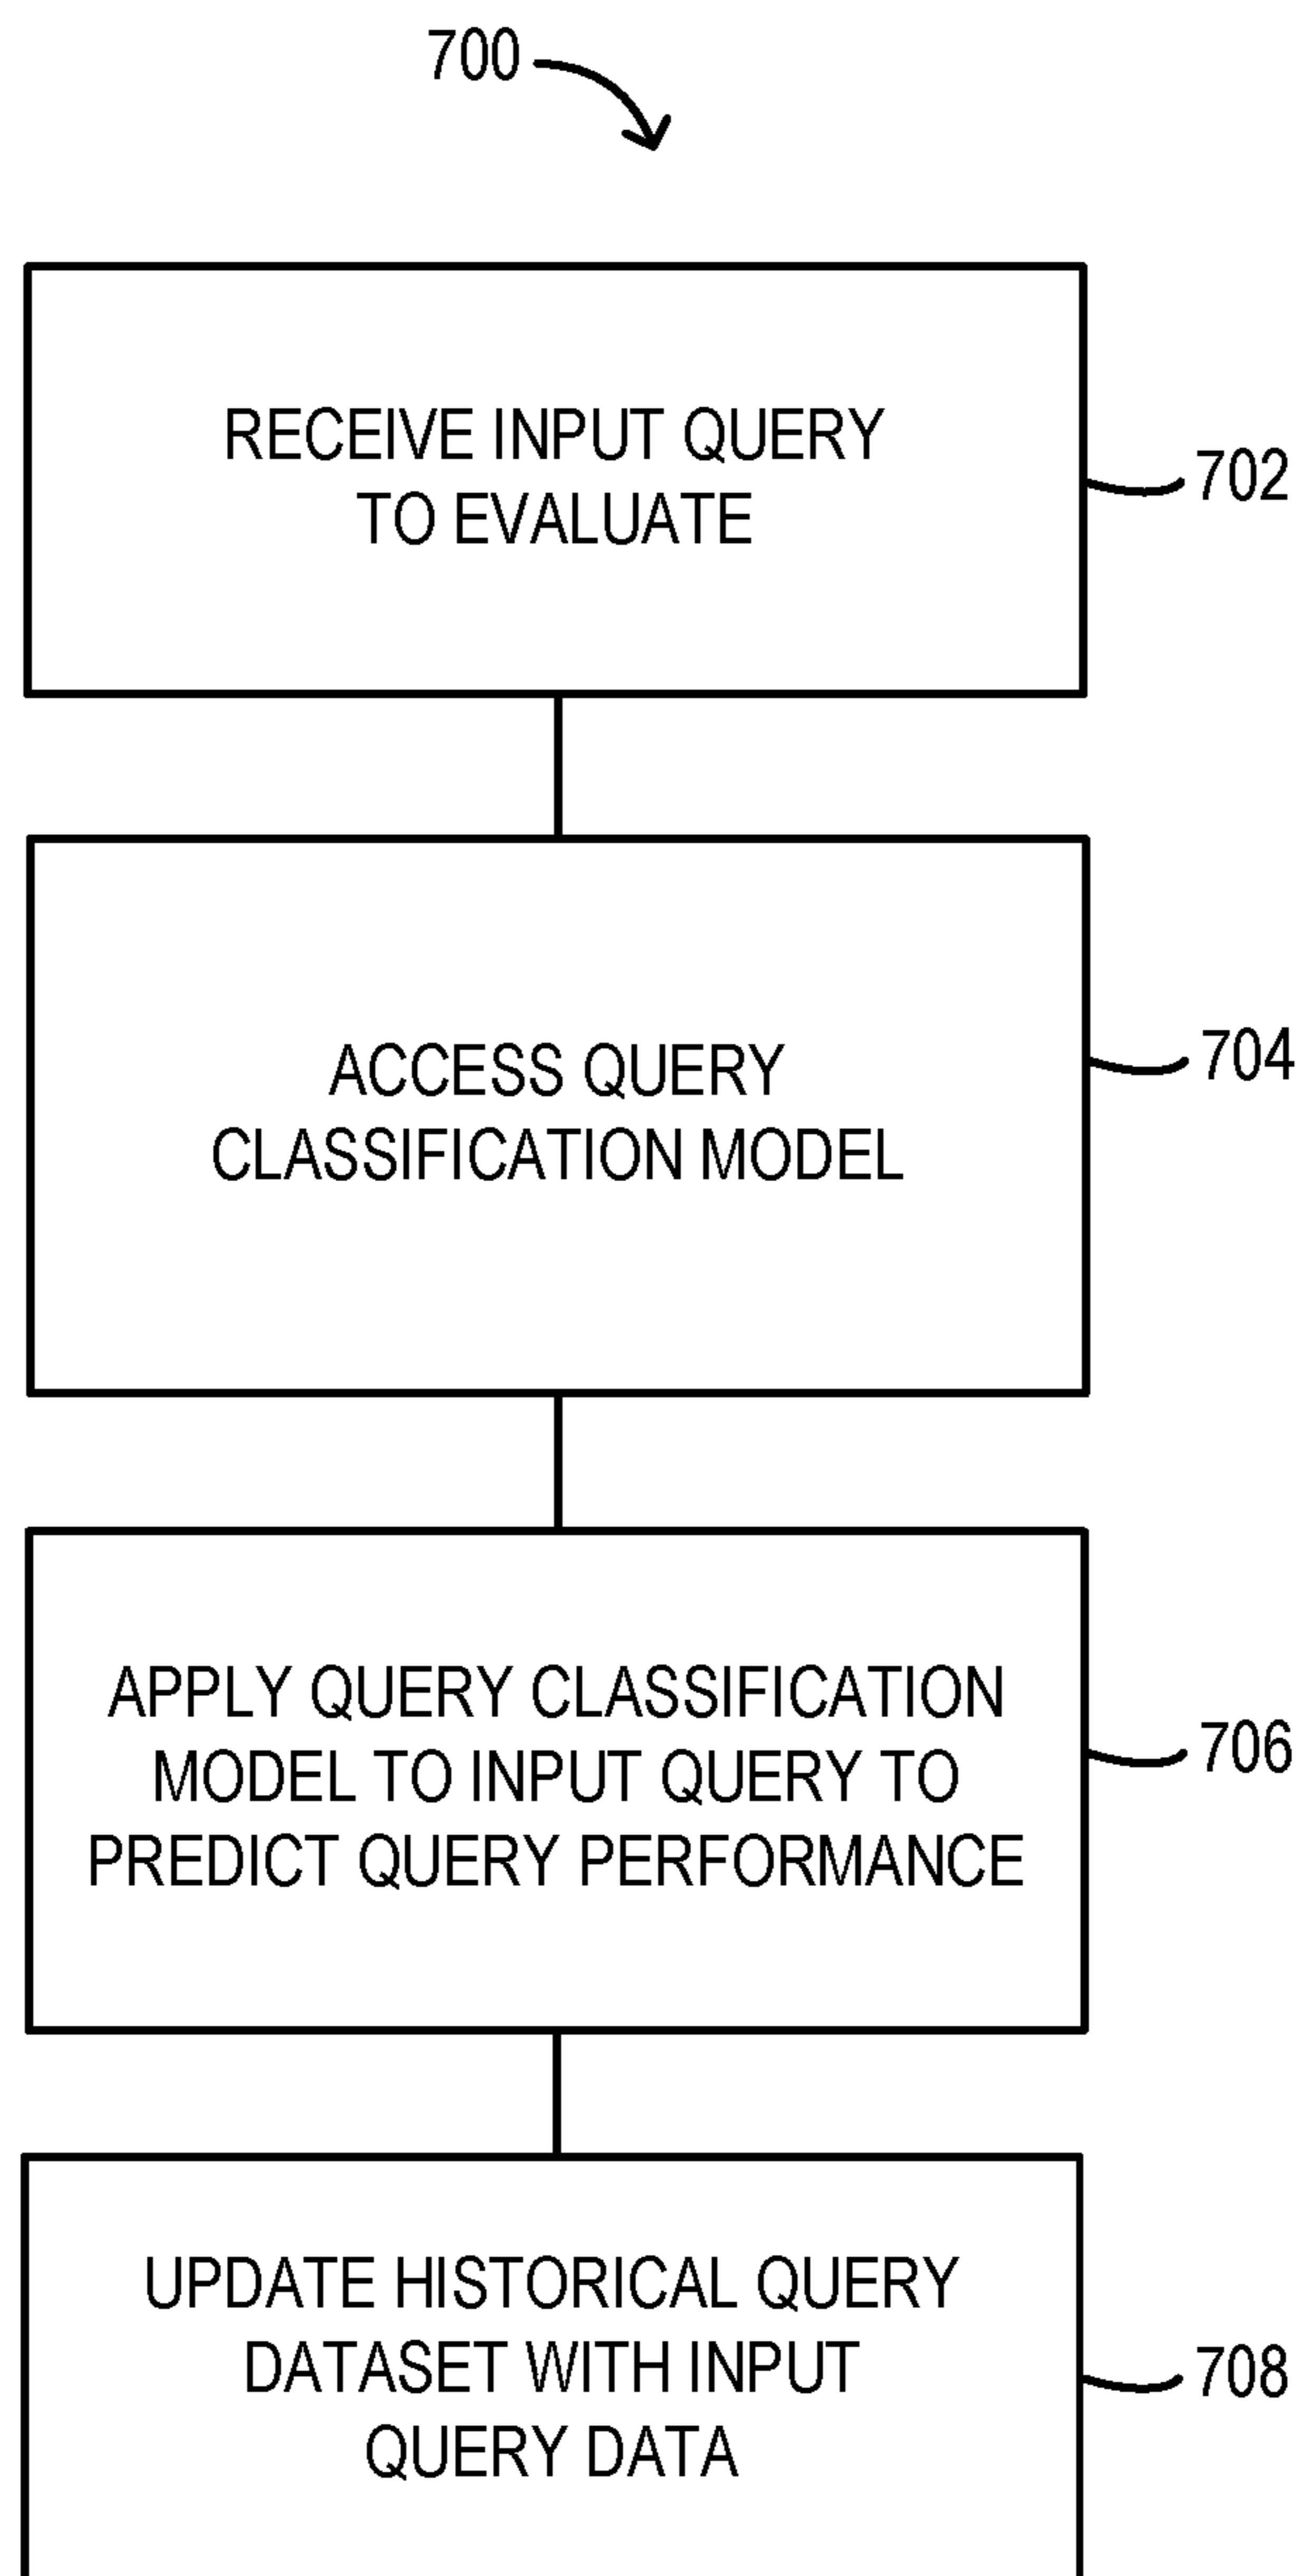 700
RECEIVE INPUT QUERY
TO EVALUATE
702
ACCESS QUERY
CLASSIFICATION MODEL
704
APPLY QUERY CLASSIFICATION
MODEL TO INPUT QUERY TO
PREDICT QUERY PERFORMANCE
706
UPDATE HISTORICAL QUERY
DATASET WITH INPUT
QUERY DATA
708